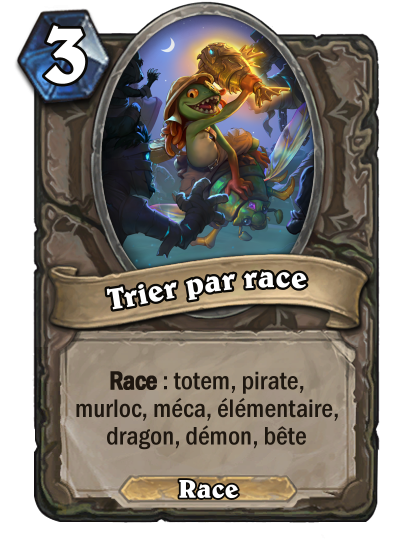 3
Trier par race
Race : totem, pirate,
murloc, méca, élémentaire,
dragon, démon, bête
Race